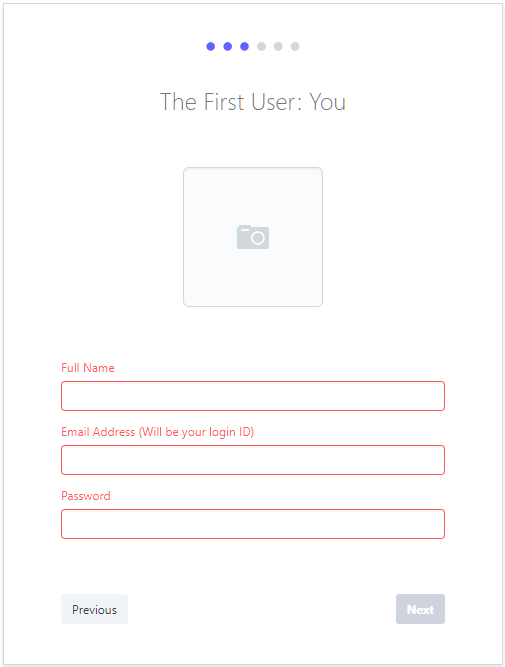 The First User: You
Full Name
Email Address (Will be your login ID)
Password
Previous
Next